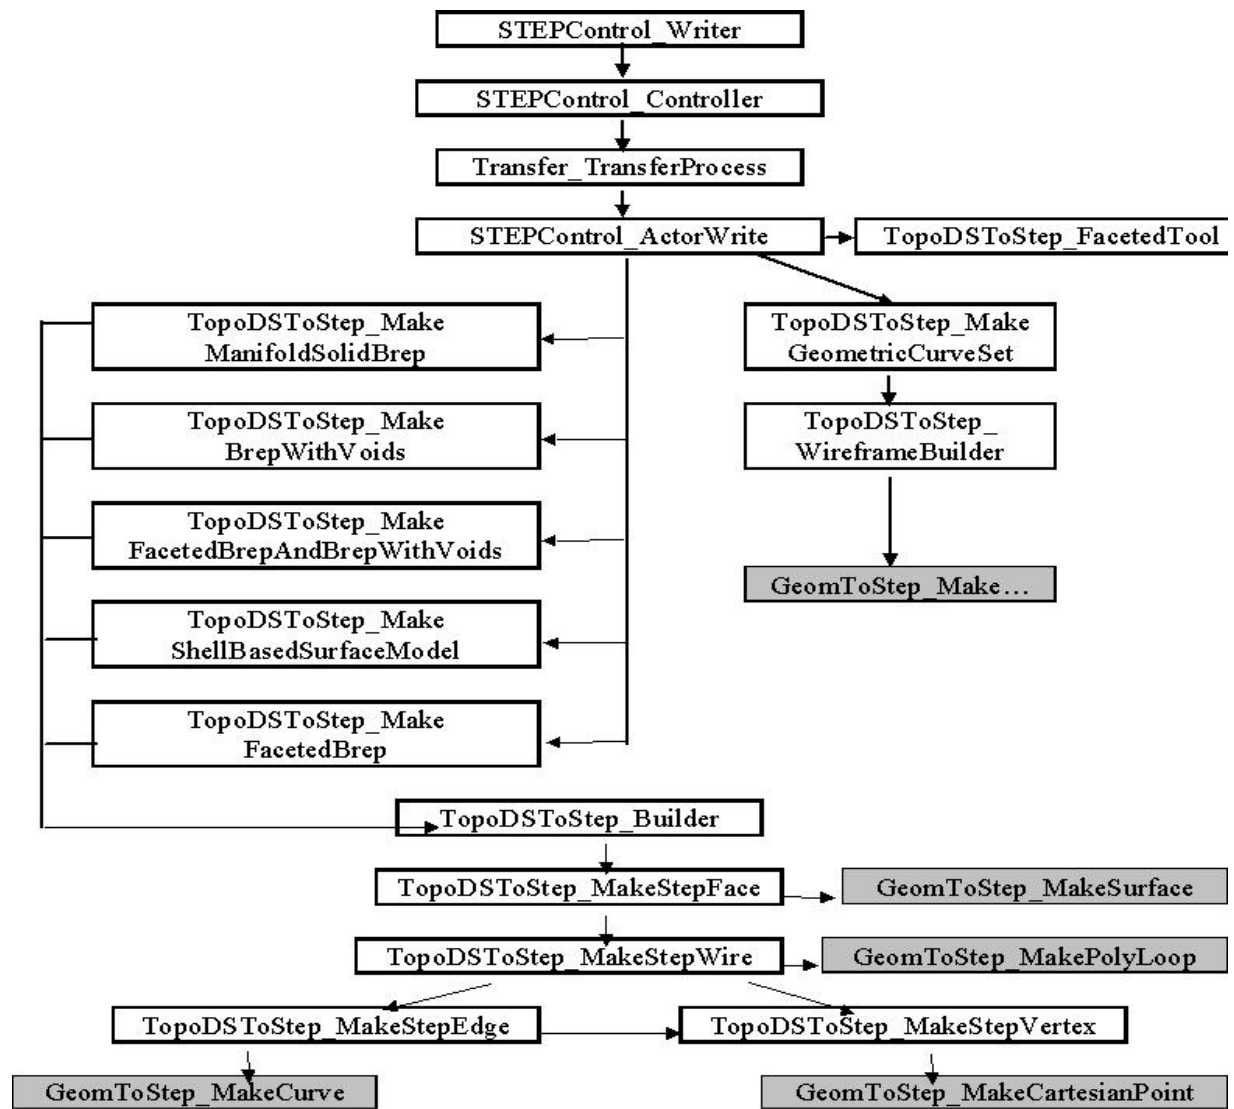 STEPControl_Writer
STEPControl_Controller
Transfer_TransferProcess
STEPControl_ActorWrite
TopoDSToStep_FacetedTool
TopoDSToStep_Make
ManifoldSolidBrep
TopoDSToStep_Make
GeometricCurveSet
TopoDSToStep_Make
BrepWithVoids
TopoDSToStep_
WireframeBuilder
TopoDSToStep_Make
FacetedBrepAndBrepWithVoids
GeomToStep_Make...
TopoDSToStep_Make
ShellBasedSurfaceModel
TopoDSToStep_Make
FacetedBrep
TopoDSToStep_Builder
TopoDSToStep_MakeStepFace
GeomToStep_MakeSurface
TopoDSToStep_MakeStepWire
GeomToStep_MakePolyLoop
TopoDSToStep_MakeStepEdge
TopoDSToStep_MakeStepVertex
GeomToStep_MakeCurve
GeomToStep_MakeCartesianPoint